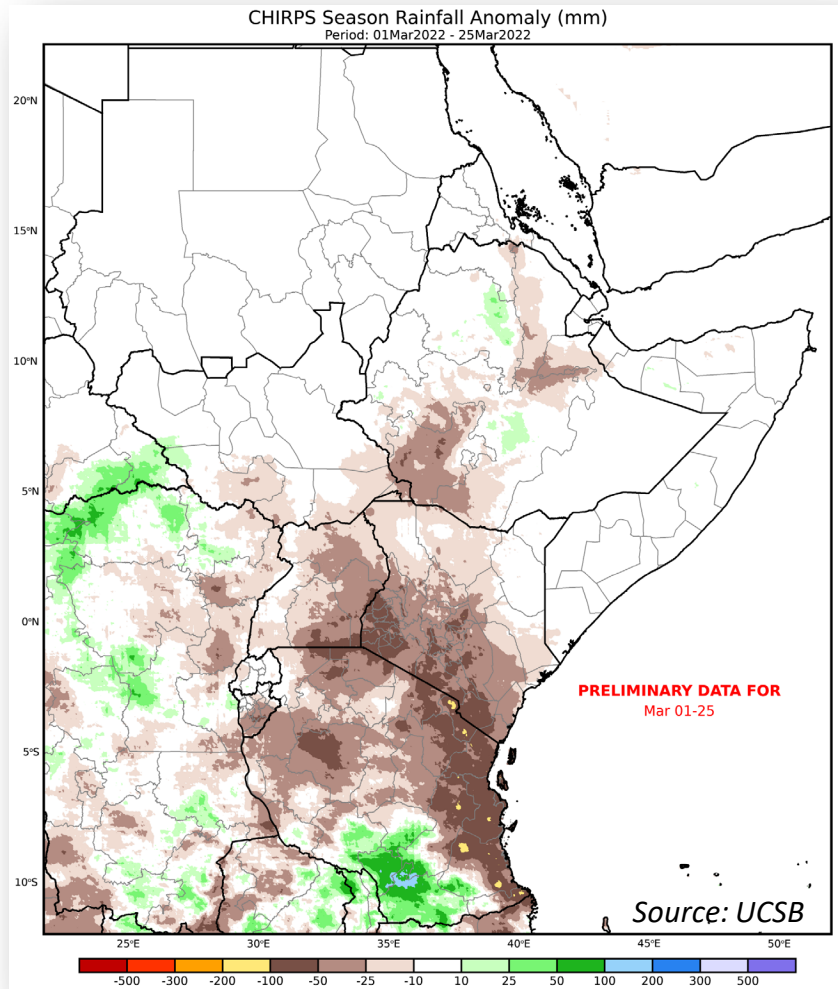 CHIRPS Season Rainfall Anomaly (mm)
Period: 01Mar2022 - 25Mar2022
20°N
15°N
10°N
5°N
0°N
PRELIMINARY DATA FOR
Mar 01-25
5°S
10°S
Source: UCSB
25°E 30°E 35°E 40°E 45°E 50°E
-500 -300 -200 -100 -50 -25 -10 10 25 50 100 200 300 500